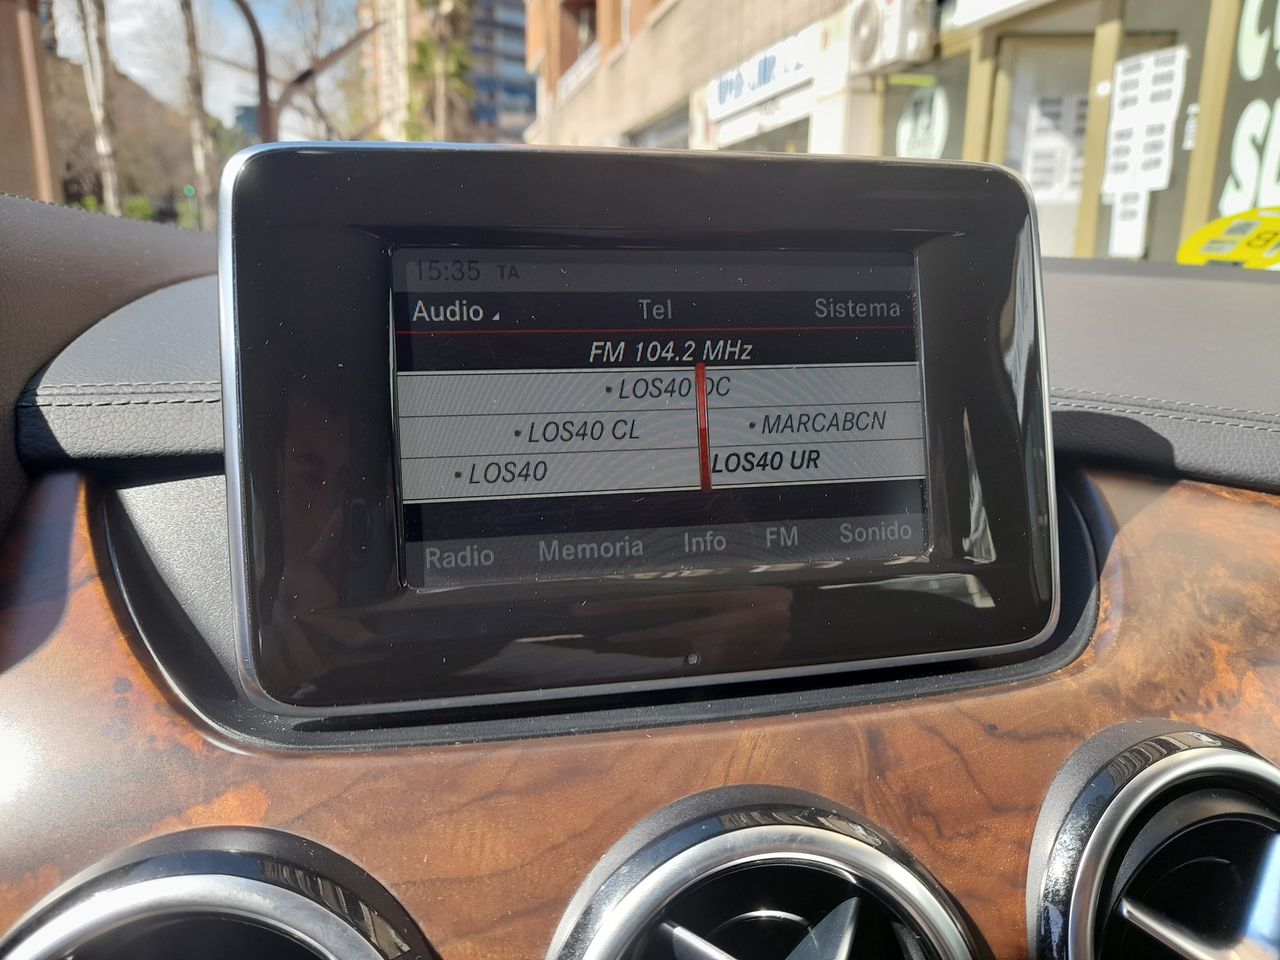 15:35 TA
Audio Tel Sistema
FM 104.2 MHz
• LOS40 DC
• LOS40 CL • MARCABCN
• LOS40 LOS40 UR
Radio Memoria Info FM Sonido